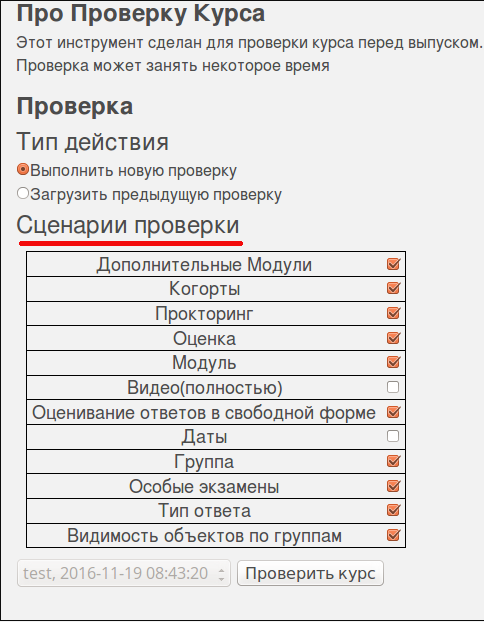 Про Проверку Курса
Этот инструмент сделан для проверки курса перед выпуском.
Проверка может занять некоторое время
Проверка
Тип действия
Выполнить новую проверку
Загрузить предыдущую проверку
Сценарии проверки
Дополнительные Модули
Когорты
Прокторинг
Оценка
Модуль
Видео(полностью)
Оценивание ответов в свободной форме
Даты
Группа
Особые экзамены
Тип ответа
Видимость объектов по группам
test, 2016-11-19 08:43:20 Проверить курс